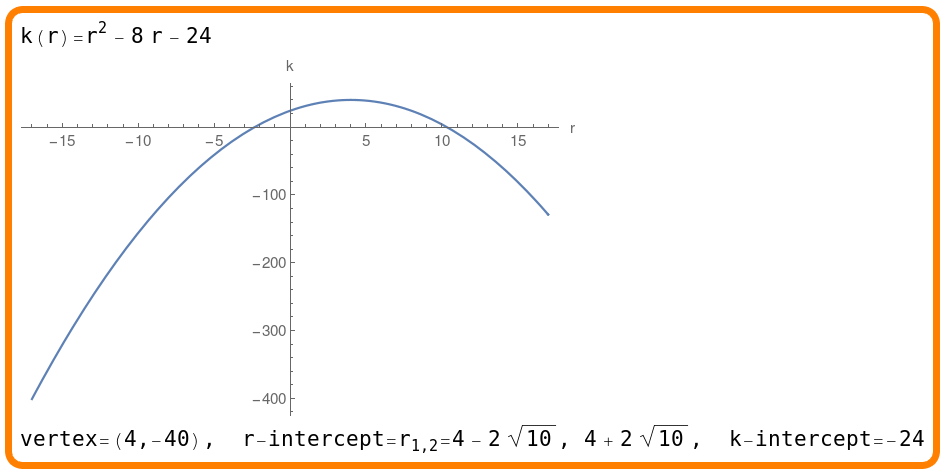 k(r)=r² − 8 r − 24
k
r
−15 −10 −5 5 10 15
−100
−200
−300
−400
vertex=(4,−40), r−intercept=r₁,₂=4 − 2 √10, 4 + 2 √10, k−intercept=−24